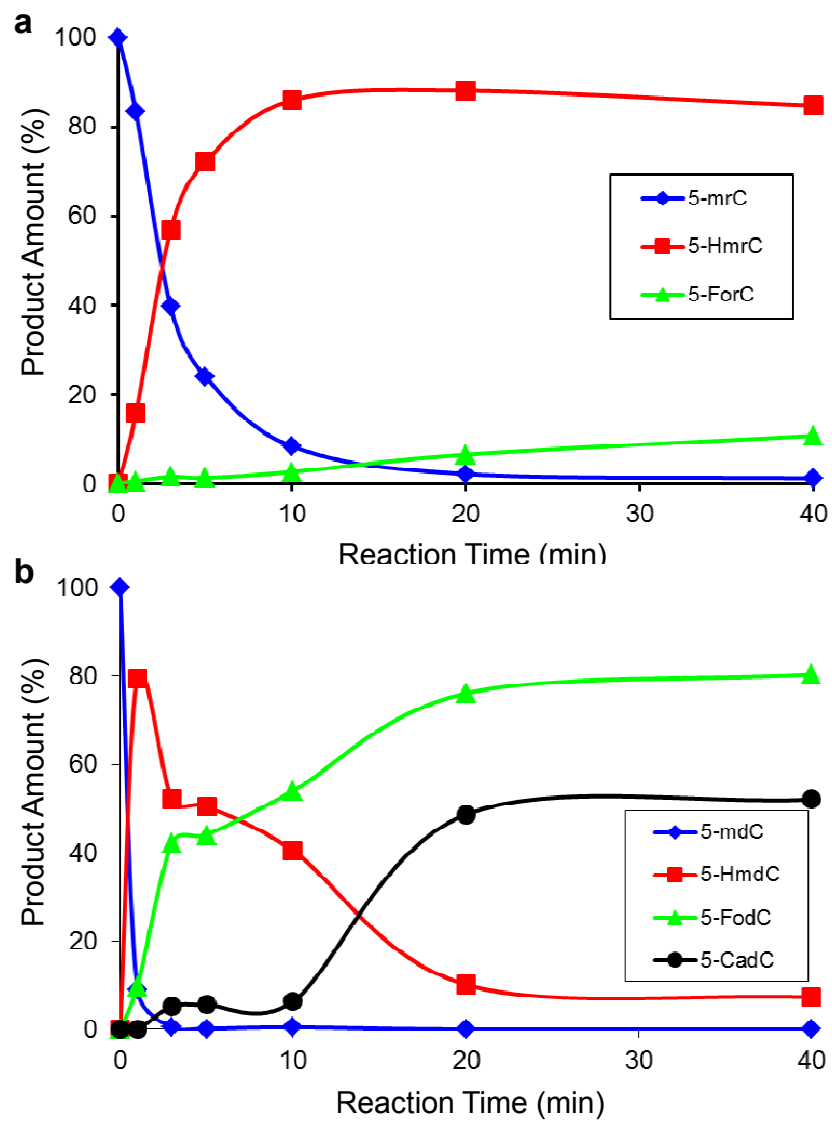 a
100
80
60
40
20
0
Product Amount (%)
5-mrC
5-HmrC
5-ForC
0 10 20 30 40
Reaction Time (min)
b
100
80
60
40
20
0
Product Amount (%)
5-mdC
5-HmdC
5-FodC
5-CadC
0 10 20 30 40
Reaction Time (min)